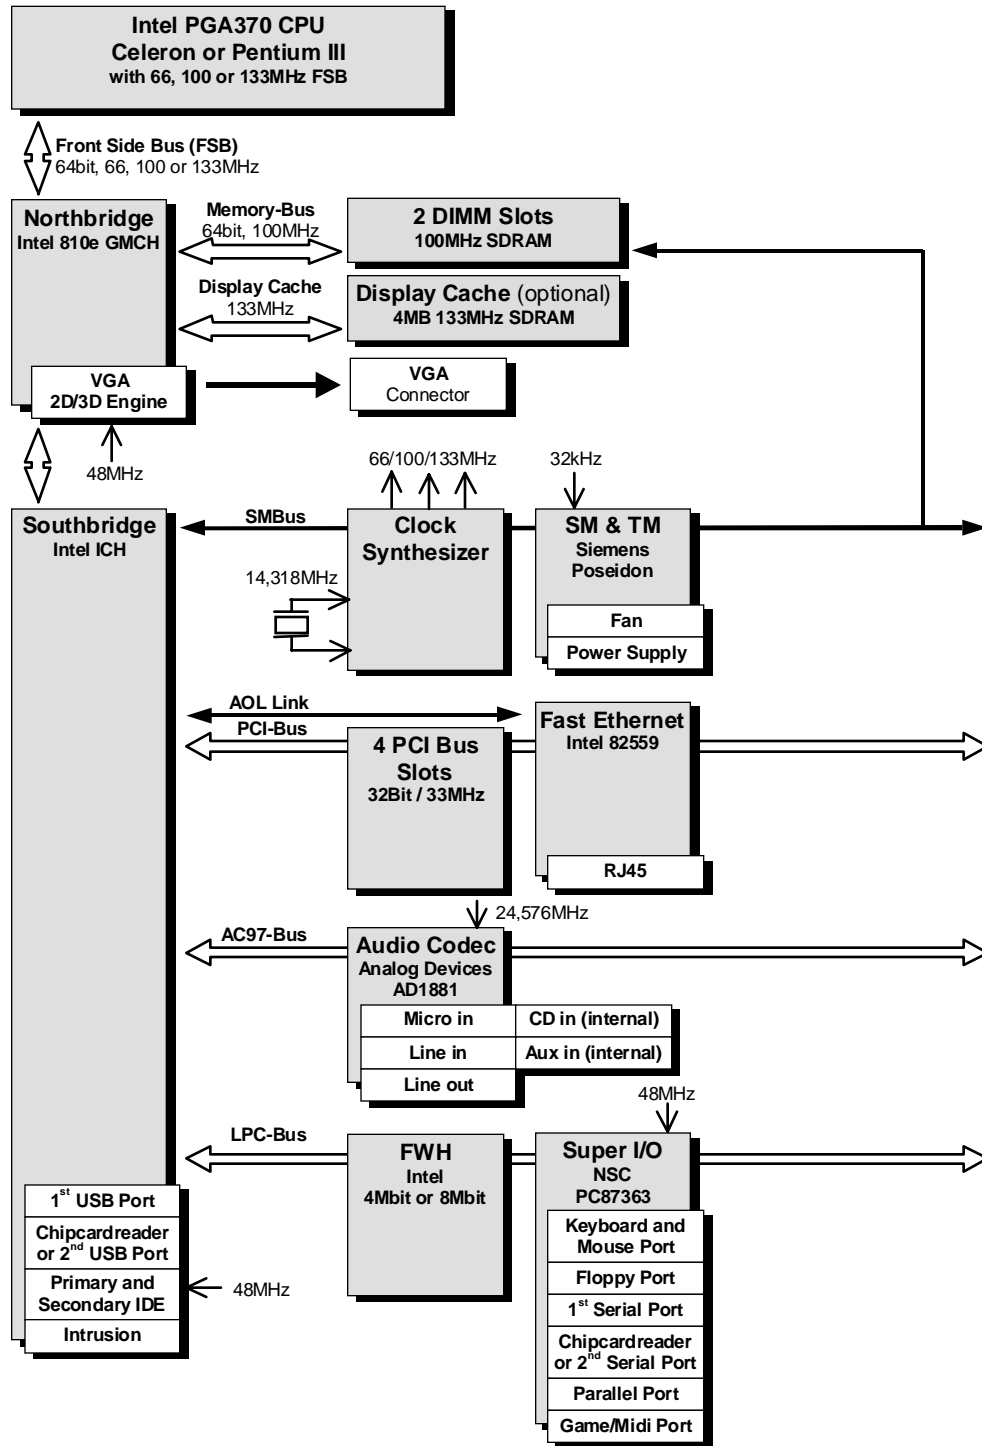 Intel PGA370 CPU
Celeron or Pentium III
with 66, 100 or 133MHz FSB
Front Side Bus (FSB)
64bit, 66, 100 or 133MHz
Northbridge
Intel 810e GMCH
Memory-Bus
64bit, 100MHz
2 DIMM Slots
100MHz SDRAM
Display Cache
133MHz
Display Cache (optional)
4MB 133MHz SDRAM
VGA
2D/3D Engine
VGA
Connector
48MHz
66/100/133MHz
32kHz
Southbridge
Intel ICH
SMBus
Clock
Synthesizer
SM & TM
Siemens
Poseidon
14,318MHz
Fan
Power Supply
AOL Link
PCI-Bus
4 PCI Bus
Slots
32Bit / 33MHz
Fast Ethernet
Intel 82559
RJ45
24,576MHz
AC97-Bus
Audio Codec
Analog Devices
AD1881
Micro in
CD in (internal)
Line in
Aux in (internal)
Line out
48MHz
LPC-Bus
FWH
Intel
4Mbit or 8Mbit
Super I/O
NSC
PC87363
1st USB Port
Chipcardreader
or 2nd USB Port
Primary and
Secondary IDE
Intrusion
48MHz
Keyboard and
Mouse Port
Floppy Port
1st Serial Port
Chipcardreader
or 2nd Serial Port
Parallel Port
Game/Midi Port